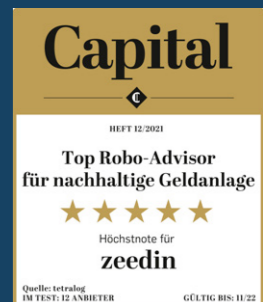 Capital
HEFT 12/2021
Top Robo-Advisor
für nachhaltige Geldanlage
Höchstnote für
zeedin
Quelle: tetralog
IM TEST: 12 ANBIETER GÜLTIG BIS: 11/22